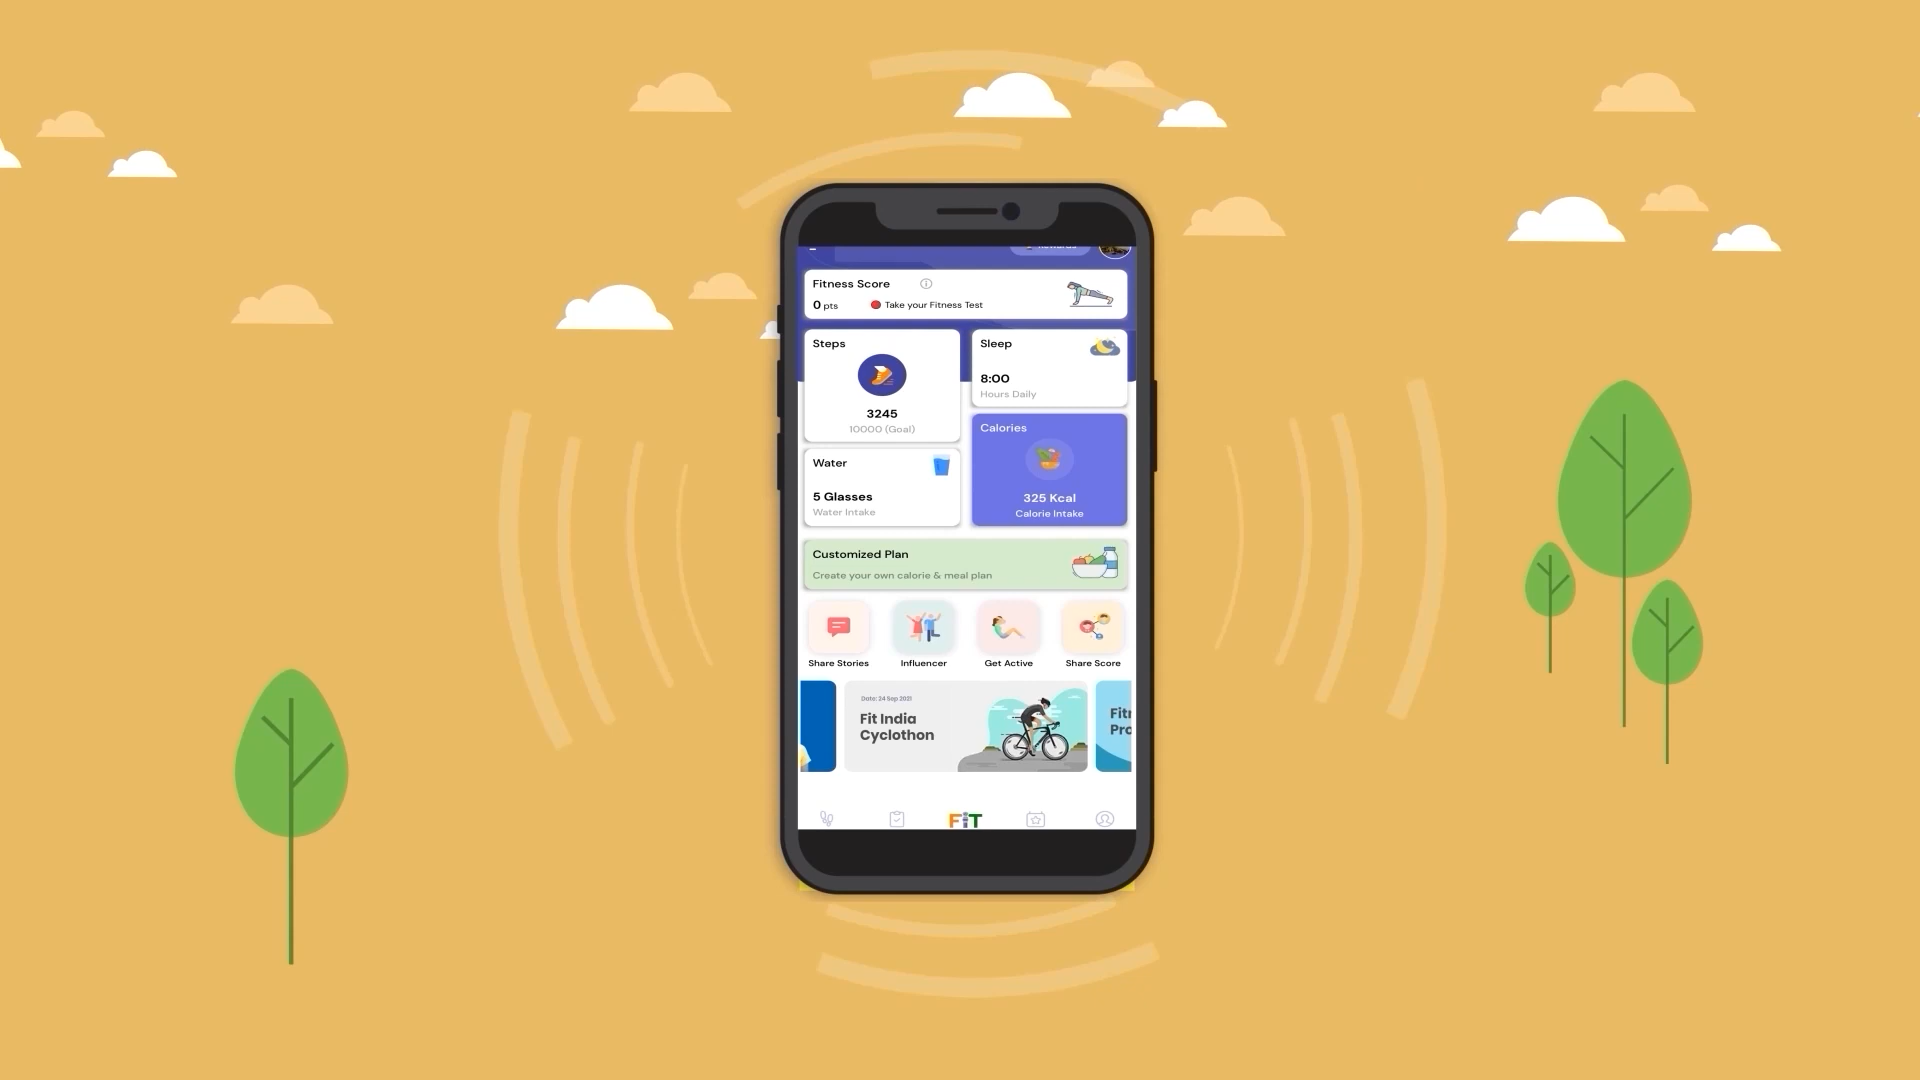 Rewards
Fitness Score
0 pts
Take your Fitness Test
Steps
3245
10000 (Goal)
Sleep
8:00
Hours Daily
Water
5 Glasses
Water Intake
Calories
325 Kcal
Calorie Intake
Customized Plan
Create your own calorie & meal plan
Share Stories
Influencer
Get Active
Share Score
Date: 24 Sep 2021
Fit India
Cyclothon
FiT